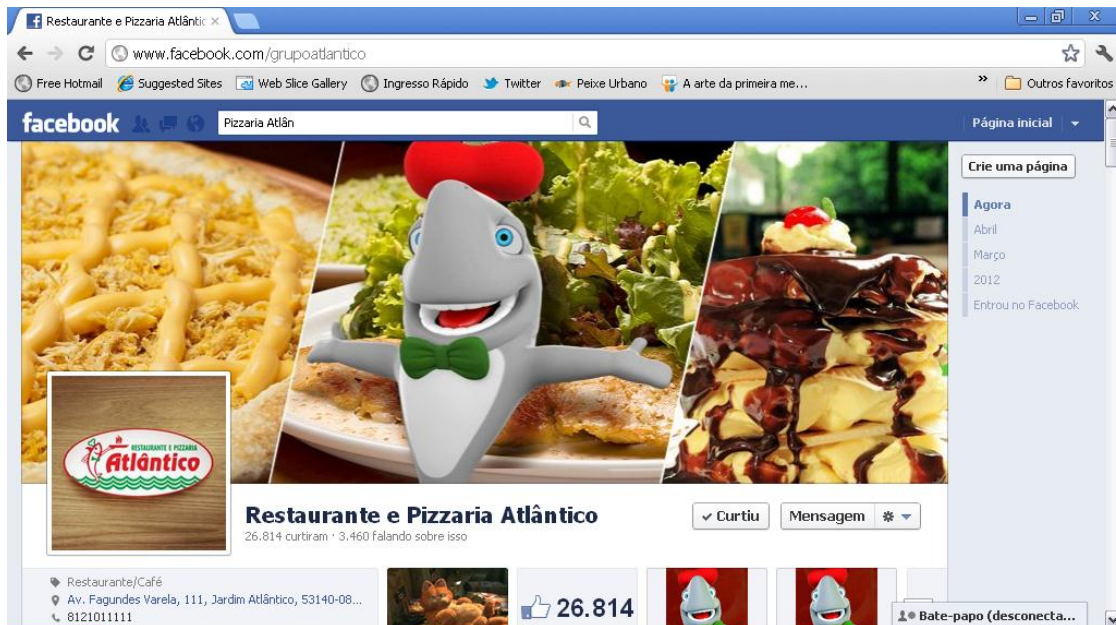 Restaurante e Pizzaria Atlântic
www.facebook.com/grupoatlantico
Free Hotmail Suggested Sites Web Slice Gallery Ingresso Rápido Twitter Peixe Urbano A arte da primeira me... » Outros favoritos
facebook Pizzaria Atlân Página inicial
Crie uma página
Agora
Abril
Março
2012
Entrou no Facebook
RESTAURANTE E PIZZARIA
Atlântico
Restaurante e Pizzaria Atlântico
26.814 curtiram · 3.460 falando sobre isso
✓ Curtiu Mensagem
Restaurante/Café
Av. Fagundes Varela, 111, Jardim Atlântico, 53140-08...
8121011111
26.814
Bate-papo (desconecta...